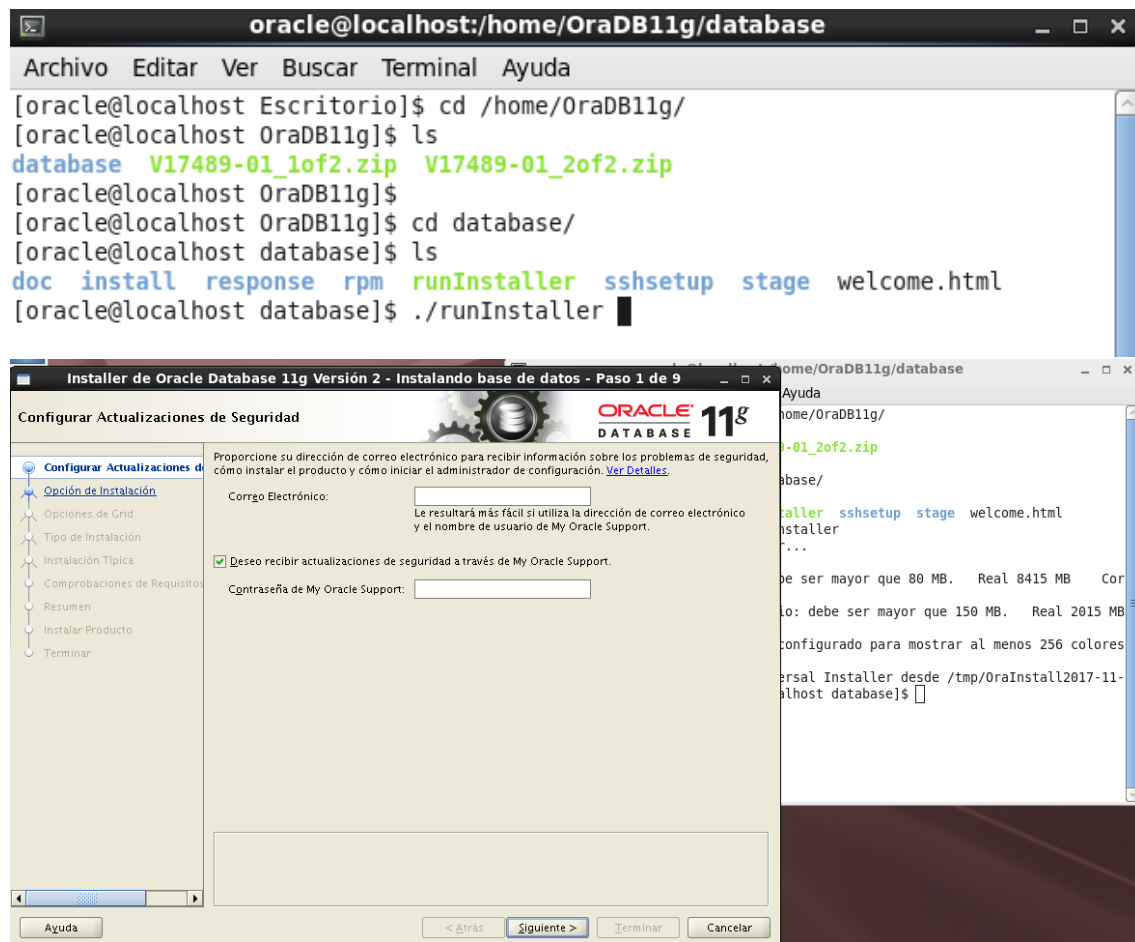 oracle@localhost:/home/OraDB11g/database
Archivo Editar Ver Buscar Terminal Ayuda
[oracle@localhost Escritorio]$ cd /home/OraDB11g/
[oracle@localhost OraDB11g]$ ls
database V17489-01_1of2.zip V17489-01_2of2.zip
[oracle@localhost OraDB11g]$
[oracle@localhost OraDB11g]$ cd database/
[oracle@localhost database]$ ls
doc install response rpm runInstaller sshsetup stage welcome.html
[oracle@localhost database]$ ./runInstaller
Installer de Oracle Database 11g Versión 2 - Instalando base de datos - Paso 1 de 9
Configurar Actualizaciones de Seguridad
ORACLE 11g
DATABASE
Configurar Actualizaciones d
Opción de Instalación
Opciones de Grid
Tipo de Instalación
Instalación Típica
Comprobaciones de Requisitos
Resumen
Instalar Producto
Terminar
Proporcione su dirección de correo electrónico para recibir información sobre los problemas de seguridad,
cómo instalar el producto y cómo iniciar el administrador de configuración. Ver Detalles.
Correo Electrónico:
Le resultará más fácil si utiliza la dirección de correo electrónico
y el nombre de usuario de My Oracle Support.
Deseo recibir actualizaciones de seguridad a través de My Oracle Support.
Contraseña de My Oracle Support:
Ayuda
< Atrás
Siguiente >
Terminar
Cancelar
home/OraDB11g/database
Ayuda
home/OraDB11g/
-01_2of2.zip
abase/
taller sshsetup stage welcome.html
nstaller
r...
be ser mayor que 80 MB. Real 8415 MB Cor
io: debe ser mayor que 150 MB. Real 2015 MB
configurado para mostrar al menos 256 colores
ersal Installer desde /tmp/OraInstall2017-11-
alhost database]$